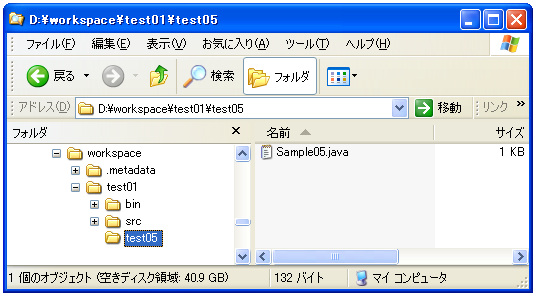 D:¥workspace¥test01¥test05
ファイル(F) 編集(E) 表示(V) お気に入り(A) ツール(T) ヘルプ(H)
戻る 検索 フォルダ
アドレス(D) D:¥workspace¥test01¥test05 移動 リンク »
フォルダ × 名前 サイズ
workspace Sample05.java 1 KB
.metadata
test01
bin
src
test05
1 個のオブジェクト (空きディスク領域: 40.9 GB) 132 バイト マイ コンピュータ